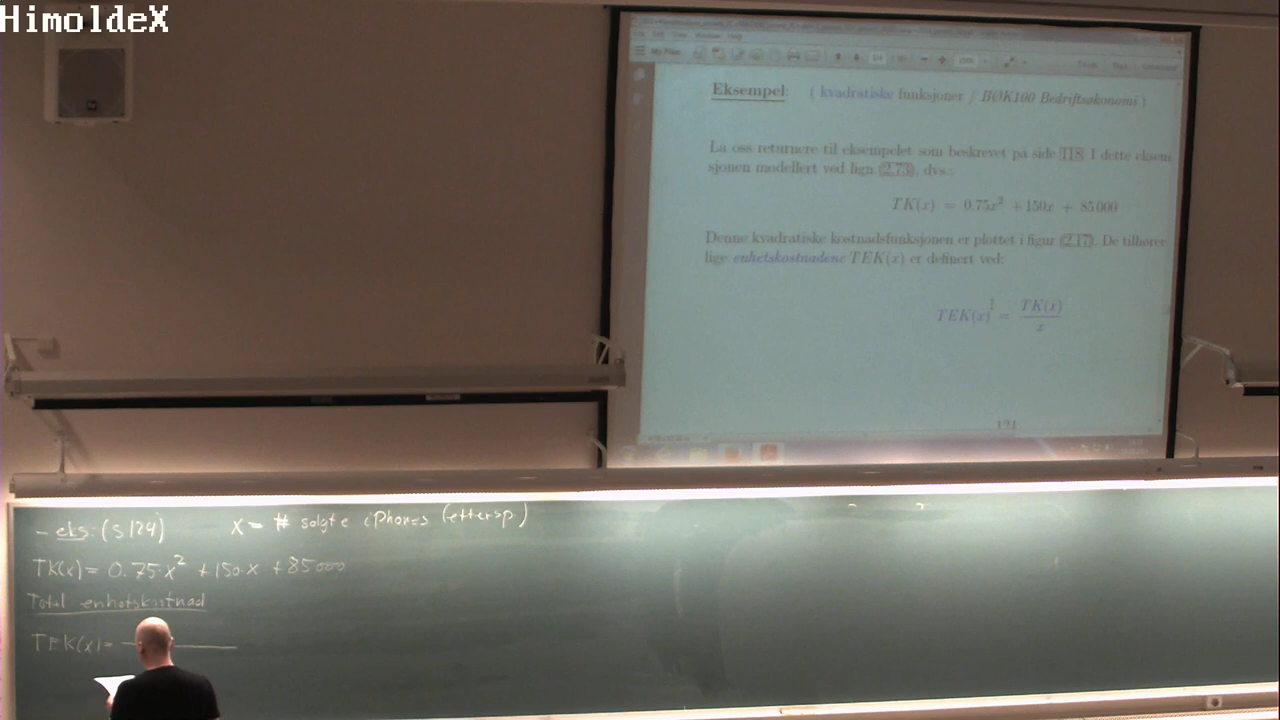 HimoldeX
Eksempel: ( kvadratiske funksjoner / BØK100 Bedriftsøkonomi )
La oss returnere til eksempelet som beskrevet på side 118. I dette eksem
sjonen modellert ved lign.(2.73), dvs.:
TK(x) = 0.75x² + 150x + 85 000
Denne kvadratiske kostnadsfunksjonen er plottet i figur (2.17). De tilhøre
lige enhetskostnadene TEK(x) er definert ved:
TEK(x) = TK(x)
x
- eks: (s 124) x = # solgte iPhones (ettersp)
TK(x) = 0.75·x² + 150·x + 85 000
Total enhetskostnad
TEK(x) =